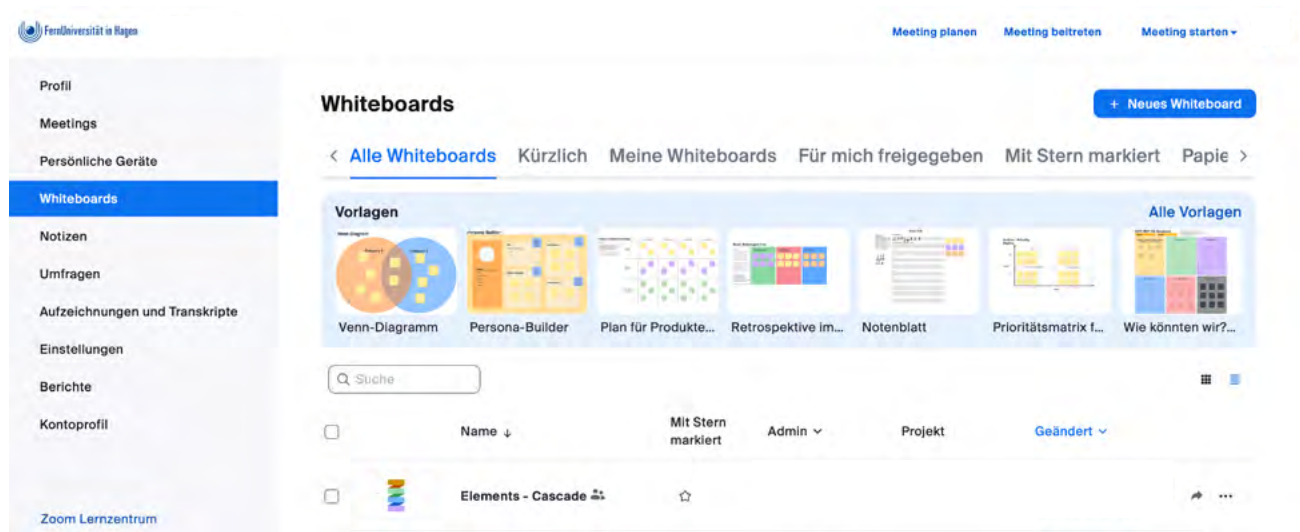 FernUniversität in Hagen
Meeting planen
Meeting beitreten
Meeting starten
Profil
Meetings
Persönliche Geräte
Whiteboards
Notizen
Umfragen
Aufzeichnungen und Transkripte
Einstellungen
Berichte
Kontoprofil
Zoom Lernzentrum
Whiteboards
+ Neues Whiteboard
Alle Whiteboards
Kürzlich
Meine Whiteboards
Für mich freigegeben
Mit Stern markiert
Papie
Vorlagen
Alle Vorlagen
Venn-Diagramm
Persona-Builder
Plan für Produkte...
Retrospektive im...
Notenblatt
Prioritätsmatrix f...
Wie könnten wir?...
Suche
Name
Mit Stern
markiert
Admin
Projekt
Geändert
Elements - Cascade